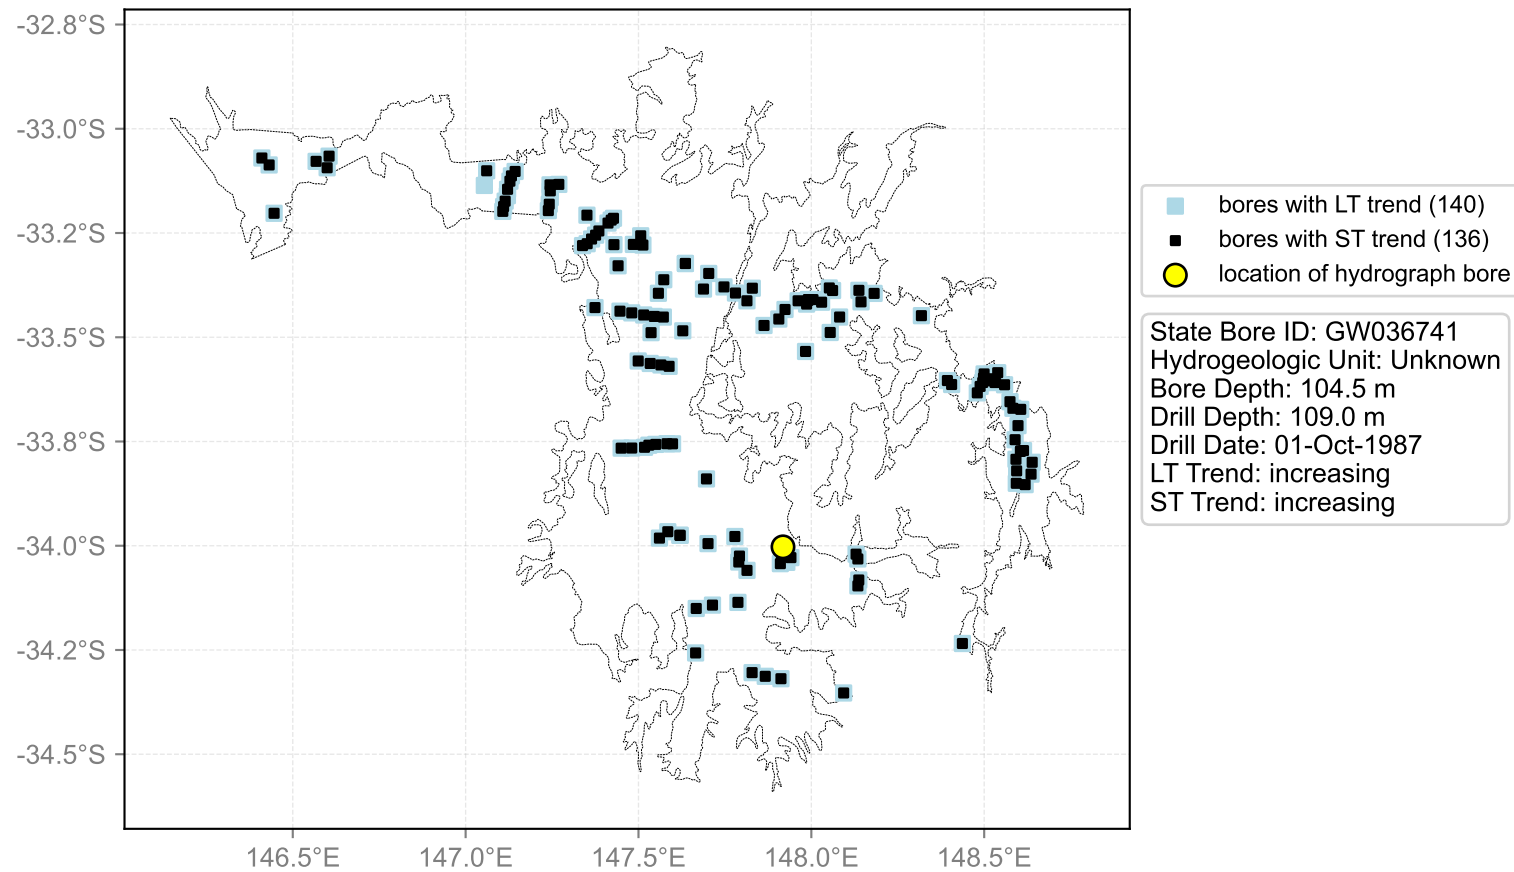 -32.8°S
-33.0°S
-33.2°S
-33.5°S
-33.8°S
-34.0°S
-34.2°S
-34.5°S
146.5°E 147.0°E 147.5°E 148.0°E 148.5°E
bores with LT trend (140)
bores with ST trend (136)
location of hydrograph bore
State Bore ID: GW036741
Hydrogeologic Unit: Unknown
Bore Depth: 104.5 m
Drill Depth: 109.0 m
Drill Date: 01-Oct-1987
LT Trend: increasing
ST Trend: increasing